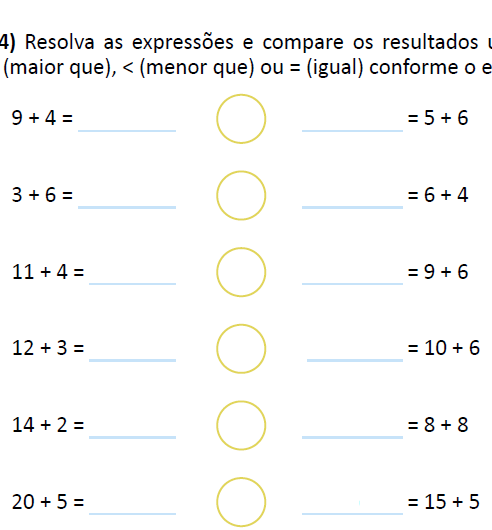 4) Resolva as expressões e compare os resultados
(maior que), < (menor que) ou = (igual) conforme o
9 + 4 = = 5 + 6
3 + 6 = = 6 + 4
11 + 4 = = 9 + 6
12 + 3 = = 10 + 6
14 + 2 = = 8 + 8
20 + 5 = = 15 + 5